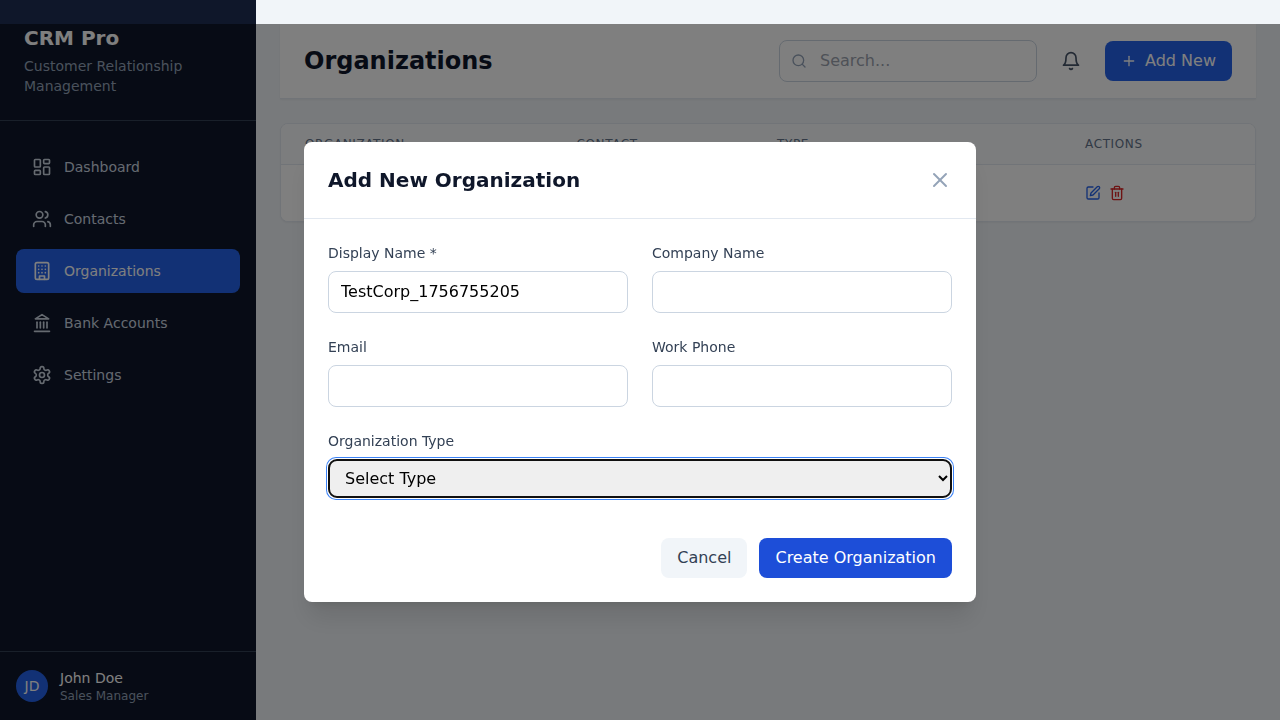 CRM Pro
Customer Relationship
Management
Dashboard
Contacts
Organizations
Bank Accounts
Settings
John Doe
Sales Manager
JD
Organizations
Search...
Add New
ORGANIZATION
CONTACT
TYPE
ACTIONS
Add New Organization
Display Name *
Company Name
TestCorp_1756755205
Email
Work Phone
Organization Type
Select Type
Cancel
Create Organization